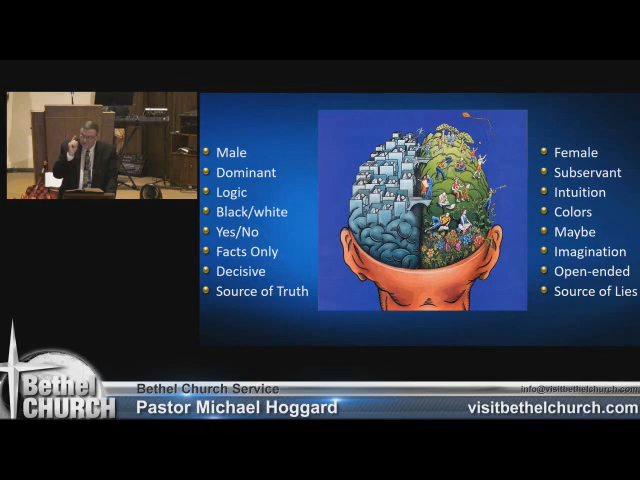 Male
Dominant
Logic
Black/white
Yes/No
Facts Only
Decisive
Source of Truth
Female
Subservant
Intuition
Colors
Maybe
Imagination
Open-ended
Source of Lies
Bethel
CHURCH
Bethel Church Service
info@visitbethelchurch.com
Pastor Michael Hoggard
visitbethelchurch.com